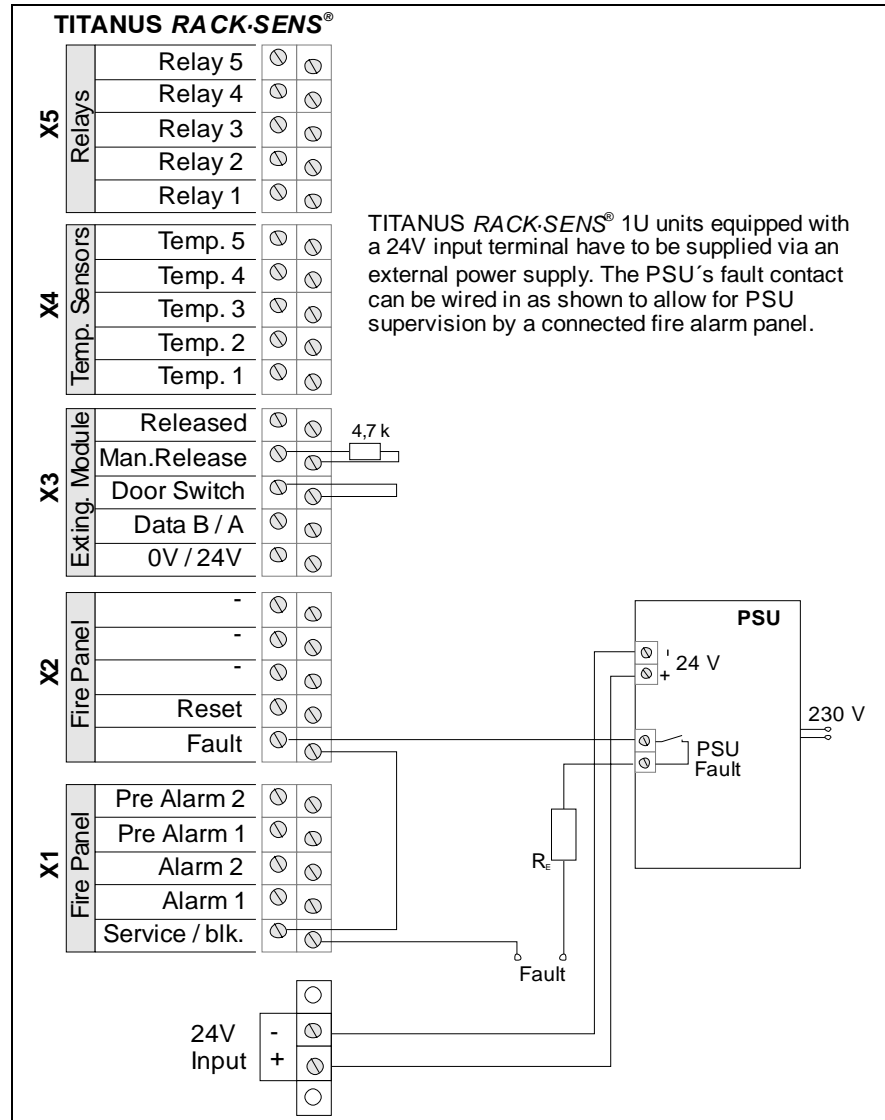 TITANUS RACK·SENS®
X5
Relays
Relay 5
Relay 4
Relay 3
Relay 2
Relay 1
TITANUS RACK·SENS® 1U units equipped with
a 24V input terminal have to be supplied via an
external power supply. The PSU´s fault contact
can be wired in as shown to allow for PSU
supervision by a connected fire alarm panel.
X4
Temp. Sensors
Temp. 5
Temp. 4
Temp. 3
Temp. 2
Temp. 1
X3
Exting. Module
Released
Man.Release
Door Switch
Data B / A
0V / 24V
4,7 k
X2
Fire Panel
-
-
-
Reset
Fault
PSU
-
24 V
+
230 V
PSU
Fault
X1
Fire Panel
Pre Alarm 2
Pre Alarm 1
Alarm 2
Alarm 1
Service / blk.
RE
Fault
24V
Input
-
+